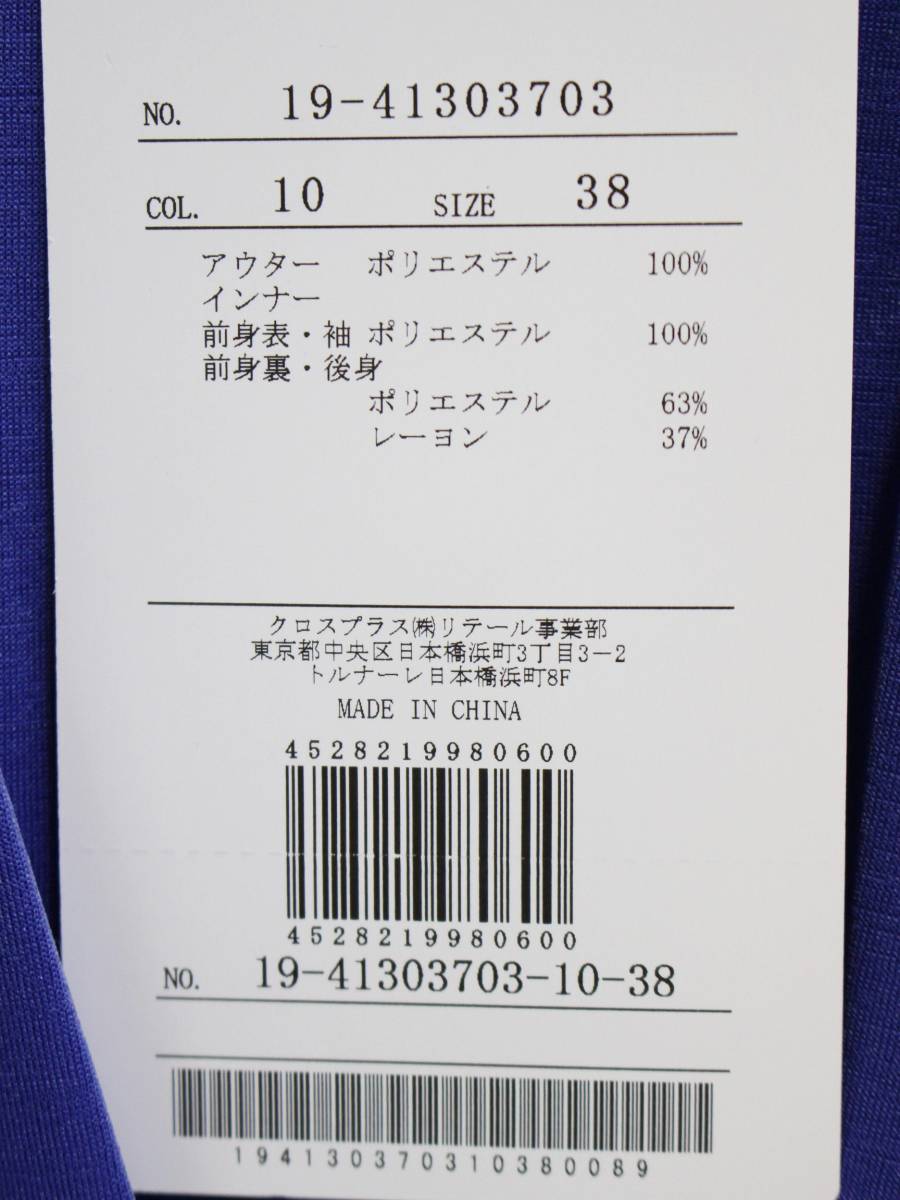 NO. 19-41303703
COL. 10 SIZE 38
アウター ポリエステル 100%
インナー
前身表・袖 ポリエステル 100%
前身裏・後身
ポリエステル 63%
レーヨン 37%
クロスプラス㈱リテール事業部
東京都中央区日本橋浜町3丁目3−2
トルナーレ日本橋浜町8F
MADE IN CHINA
4528219980600
4528219980600
NO. 19-41303703-10-38
194130370310380089